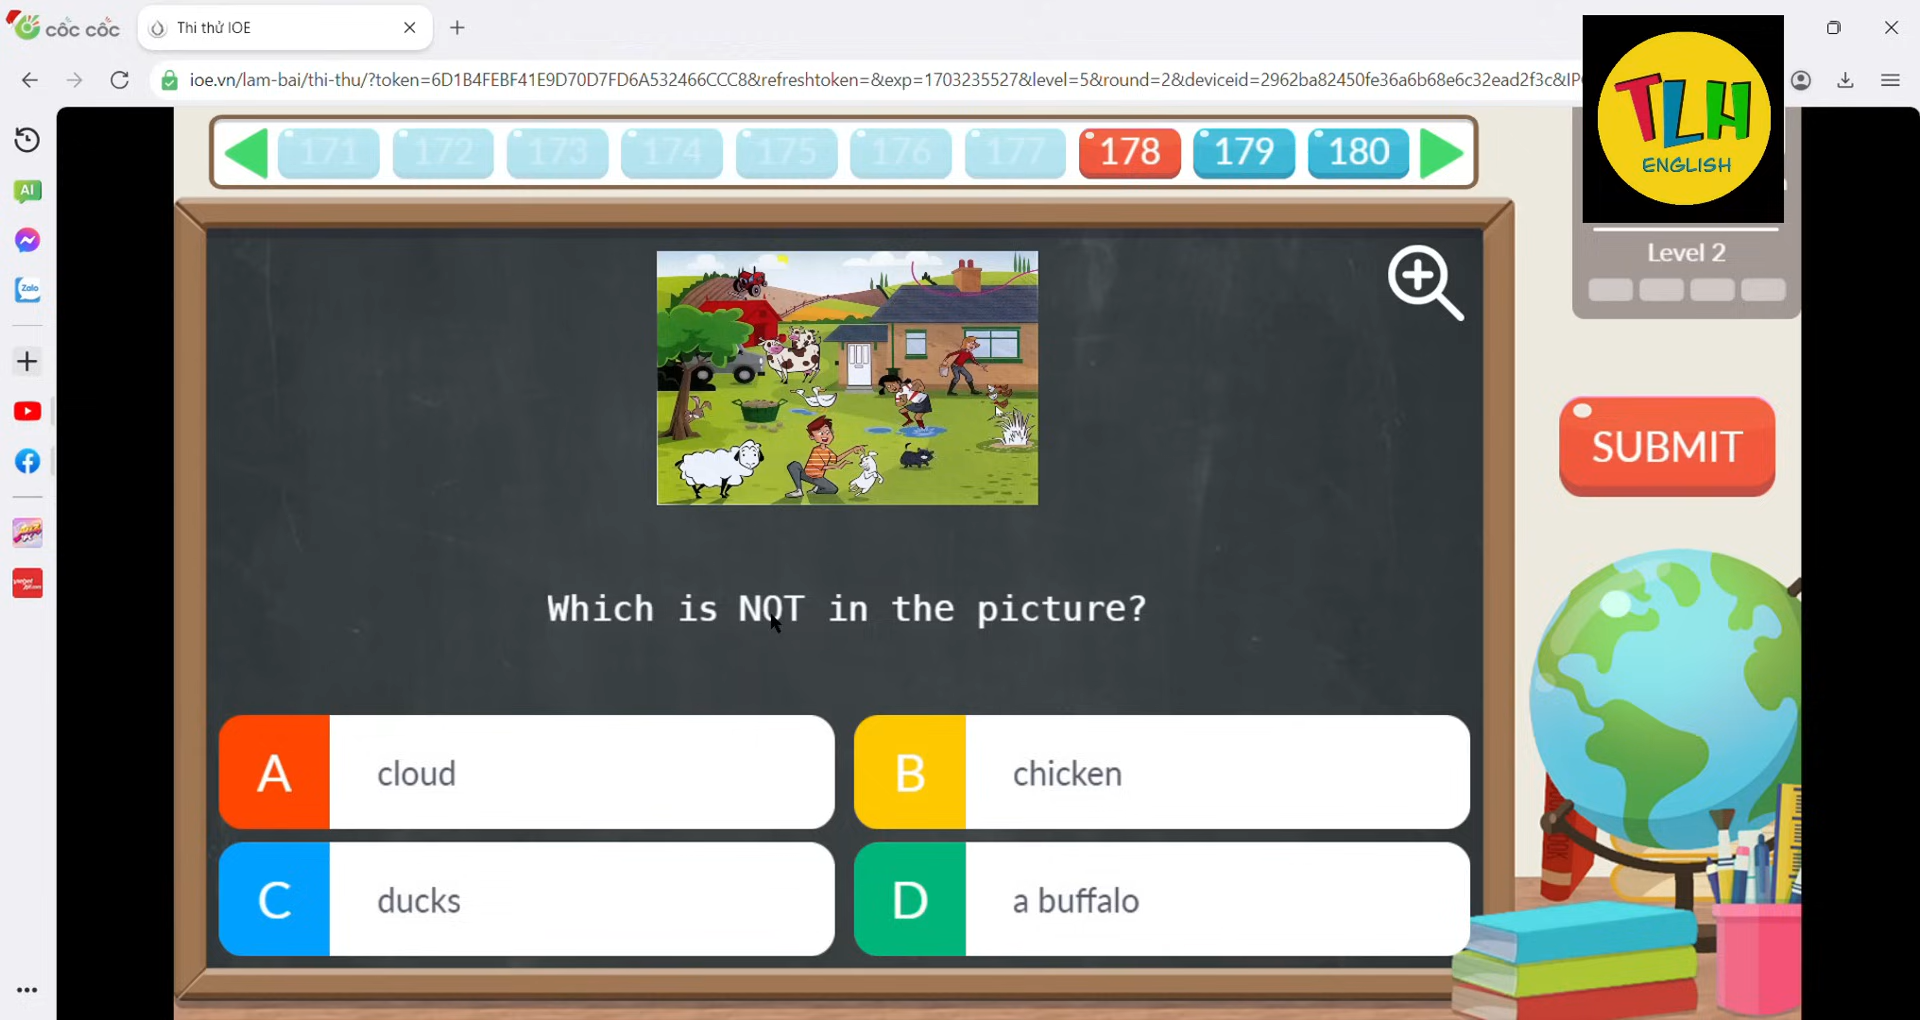 cốc cốc
Thi thử IOE
ioe.vn/lam-bai/thi-thu/?token=6D1B4FEBF41E9D70D7FD6A532466CCC8&refreshtoken=&exp=1703235527&level=5&round=2&deviceid=2962ba82450fe36a6b68e6c32ead2f3c&IP
TLH
ENGLISH
171 172 173 174 175 176 177 178 179 180
Level 2
AI
Zalo
SUBMIT
Which is NOT in the picture?
A cloud
B chicken
C ducks
D a buffalo